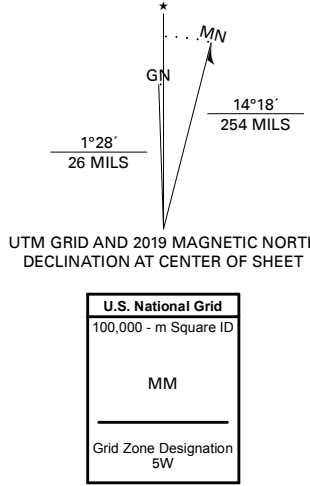 ★
MN
GN
1°28´
26 MILS
14°18´
254 MILS
UTM GRID AND 2019 MAGNETIC NORT
DECLINATION AT CENTER OF SHEET
U.S. National Grid
100,000 - m Square ID
MM
Grid Zone Designation
5W